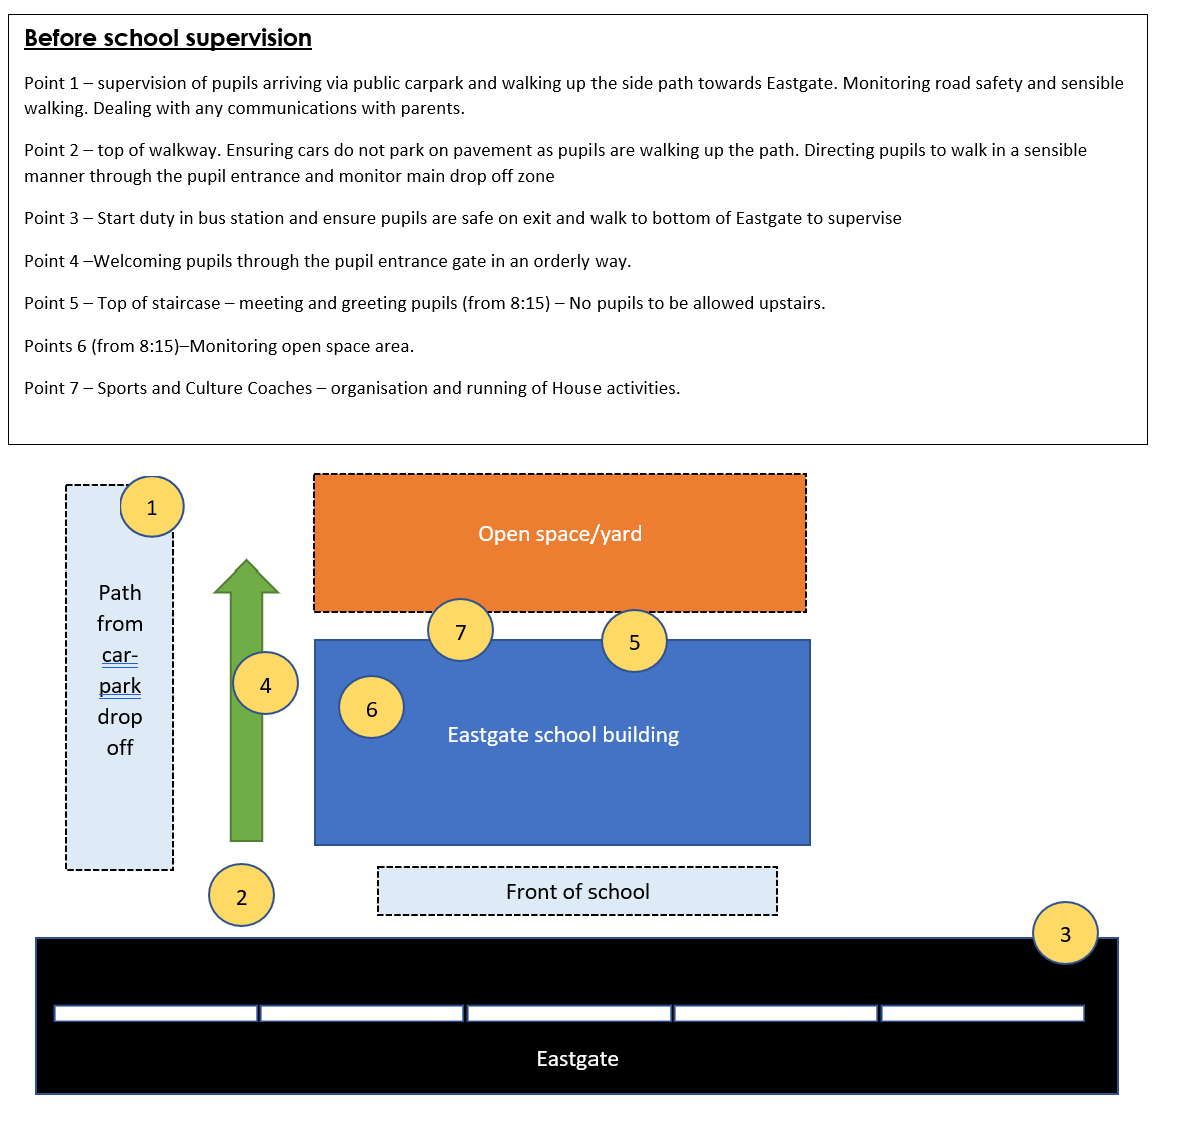 Before school supervision
Point 1 – supervision of pupils arriving via public carpark and walking up the side path towards Eastgate. Monitoring road safety and sensible
walking. Dealing with any communications with parents.
Point 2 – top of walkway. Ensuring cars do not park on pavement as pupils are walking up the path. Directing pupils to walk in a sensible
manner through the pupil entrance and monitor main drop off zone
Point 3 – Start duty in bus station and ensure pupils are safe on exit and walk to bottom of Eastgate to supervise
Point 4 –Welcoming pupils through the pupil entrance gate in an orderly way.
Point 5 – Top of staircase – meeting and greeting pupils (from 8:15) – No pupils to be allowed upstairs.
Points 6 (from 8:15)–Monitoring open space area.
Point 7 – Sports and Culture Coaches – organisation and running of House activities.
1
Open space/yard
Path
from
car-
park
drop
off
7
5
4
6
Eastgate school building
2
Front of school
3
Eastgate